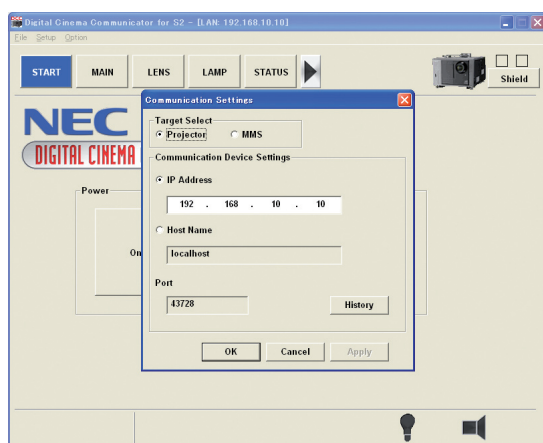 Digital Cinema Communicator for S2 - [LAN: 192.168.10.10]
File Setup Option
START MAIN LENS LAMP STATUS Shield
Communication Settings
NEC
DIGITAL CINEMA
Target Select
Projector MMS
Communication Device Settings
IP Address
192 . 168 . 10 . 10
Host Name
localhost
Port
43728 History
OK Cancel Apply
Power
On